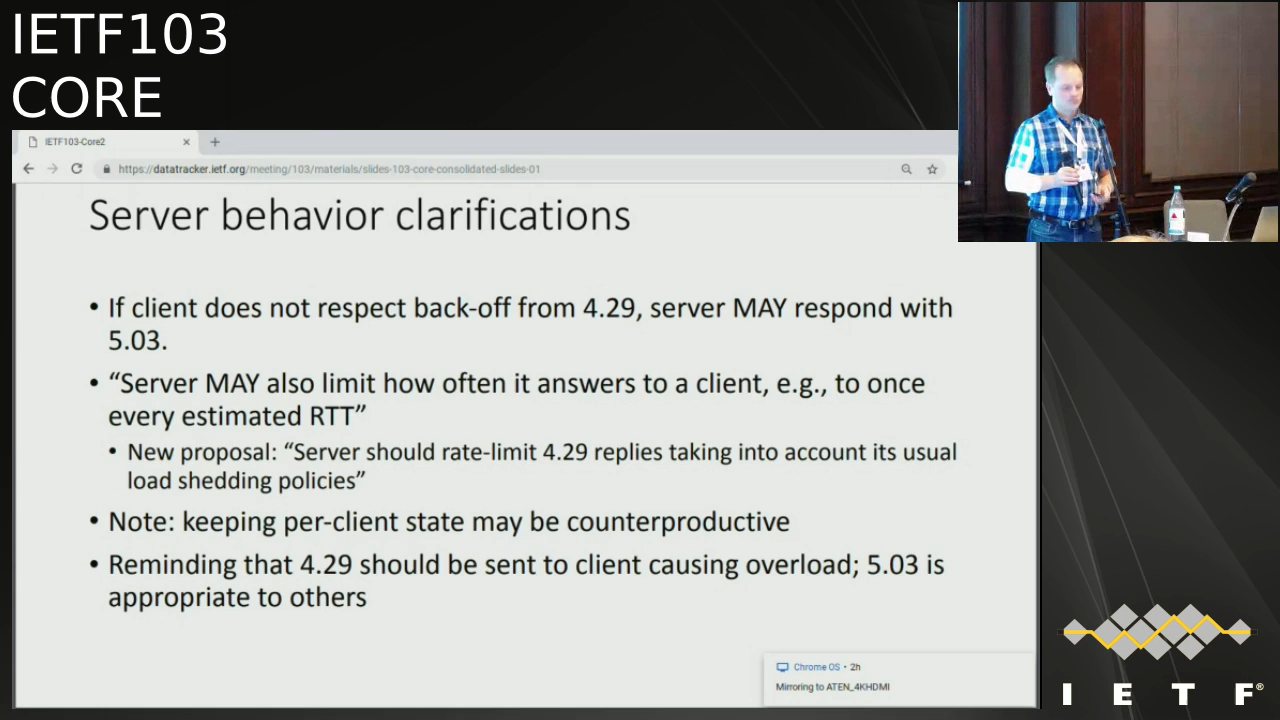 IETF103
CORE
IETF103-Core2
https://datatracker.ietf.org/meeting/103/materials/slides-103-core-consolidated-slides-01
Server behavior clarifications
• If client does not respect back-off from 4.29, server MAY respond with
5.03.
• “Server MAY also limit how often it answers to a client, e.g., to once
every estimated RTT”
• New proposal: “Server should rate-limit 4.29 replies taking into account its usual
load shedding policies”
• Note: keeping per-client state may be counterproductive
• Reminding that 4.29 should be sent to client causing overload; 5.03 is
appropriate to others
Chrome OS • 2h
Mirroring to ATEN_4KHDMI
I E T F®